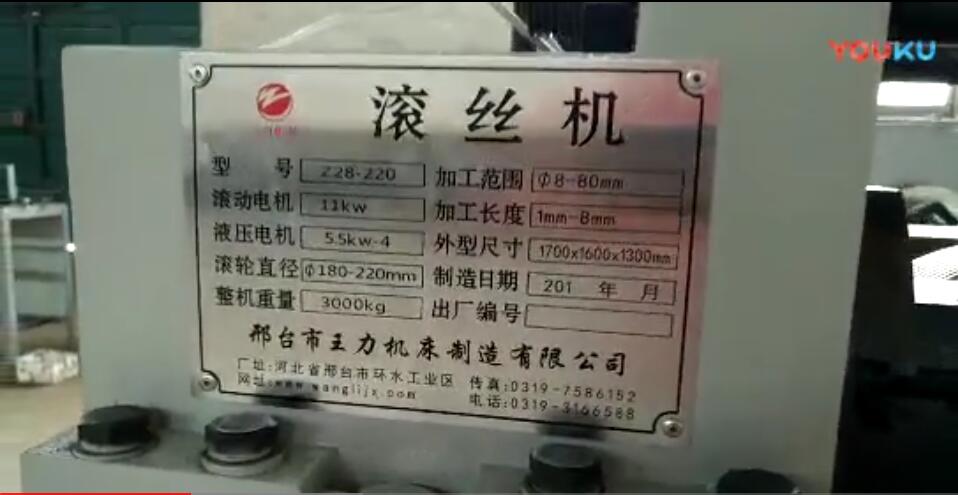 YOUKU
滚丝机
型号 Z28-220 加工范围 φ8-80mm
滚动电机 11kw 加工长度 1mm-8mm
液压电机 5.5kw-4 外型尺寸 1700x1600x1300mm
滚轮直径 φ180-220mm 制造日期 201 年 月
整机重量 3000kg 出厂编号
邢台市王力机床制造有限公司
厂址:河北省邢台市环水工业区 传真:0319-7586152
网址:www.wanglijx.com 电话:0319-3166588